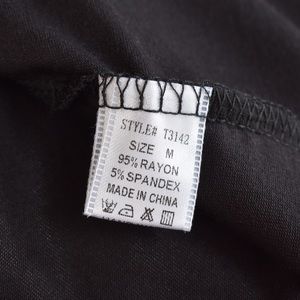 STYLE# T3142
SIZE M
95% RAYON
5% SPANDEX
MADE IN CHINA